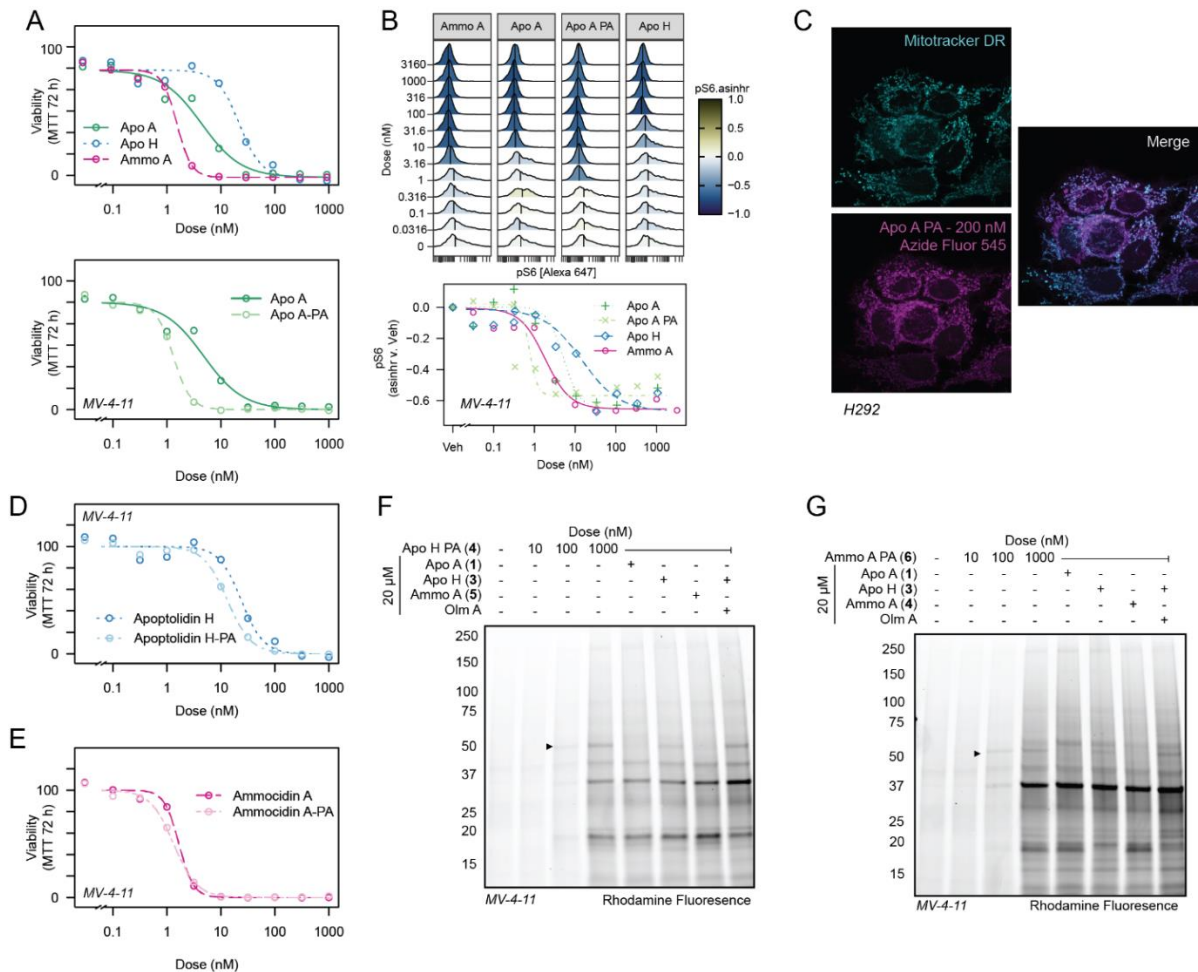 A
Viability
(MTT 72 h)
100
0
Apo A
Apo H
Ammo A
0.1 1 10 100 1000
Dose (nM)
Viability
(MTT 72 h)
100
0
Apo A
Apo A-PA
MV-4-11
0.1 1 10 100 1000
Dose (nM)
B
Ammo A Apo A Apo A PA Apo H
Dose (nM)
3160
1000
316
100
31.6
10
3.16
1
0.316
0.1
0.0316
0
pS6 [Alexa 647]
pS6.asinhr
1.0
0.5
0.0
−0.5
−1.0
pS6
(asinhr v. Veh)
0.0
−0.2
−0.4
−0.6
Apo A
Apo A PA
Apo H
Ammo A
MV-4-11
Veh 0.1 1 10 100 1000
Dose (nM)
C
Mitotracker DR
Apo A PA - 200 nM
Azide Fluor 545
Merge
H292
D
MV-4-11
Viability
(MTT 72 h)
100
0
Apoptolidin H
Apoptolidin H-PA
0.1 1 10 100 1000
Dose (nM)
E
Viability
(MTT 72 h)
100
0
Ammocidin A
Ammocidin A-PA
MV-4-11
0.1 1 10 100 1000
Dose (nM)
F
Dose (nM)
Apo H PA (4) - 10 100 1000
20 µM
Apo A (1) - - - - + - - -
Apo H (3) - - - - - + - +
Ammo A (5) - - - - - - + -
Olm A - - - - - - - +
250
150
100
75
50
37
25
20
15
MV-4-11
Rhodamine Fluoresence
G
Dose (nM)
Ammo A PA (6) - 10 100 1000
20 µM
Apo A (1) - - - - + - - -
Apo H (3) - - - - - + - +
Ammo A (4) - - - - - - + -
Olm A - - - - - - - +
250
150
100
75
50
37
25
20
15
MV-4-11
Rhodamine Fluoresence